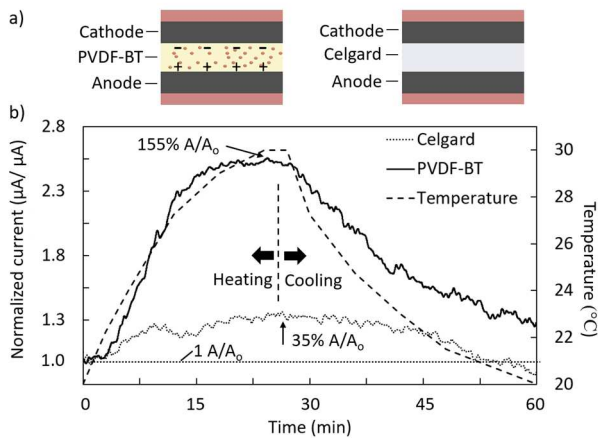 a)
Cathode
PVDF-BT
Anode
Cathode
Celgard
Anode
b)
Normalized current (µA/ µA)
2.8
2.5
1.8
1.3
1.0
155% A/Aₒ
Celgard
PVDF-BT
Temperature
Heating
Cooling
1 A/Aₒ
35% A/Aₒ
30
28
26
24
22
20
Temperature (°C)
0
15
30
45
60
Time (min)